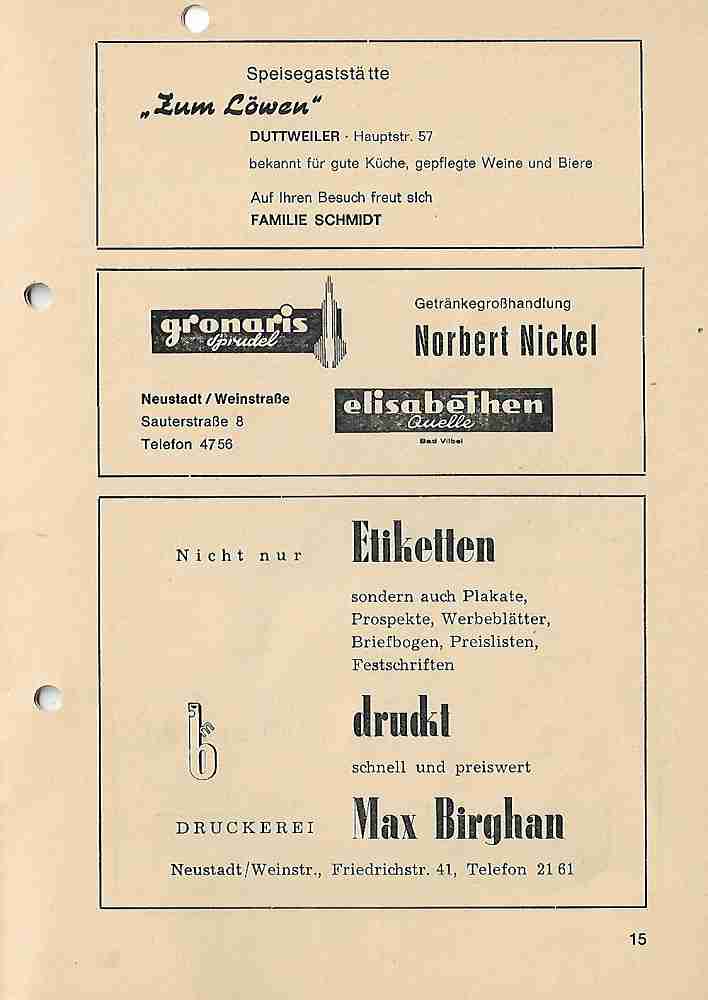 Speisegaststätte
„Zum Löwen“
DUTTWEILER · Hauptstr. 57
bekannt für gute Küche, gepflegte Weine und Biere
Auf Ihren Besuch freut sich
FAMILIE SCHMIDT
gronaris
Sprudel
Getränkegroßhandlung
Norbert Nickel
Neustadt / Weinstraße
Sauterstraße 8
Telefon 4756
elisabethen
Quelle
Bad Vilbel
Nicht nur Etiketten
sondern auch Plakate,
Prospekte, Werbeblätter,
Briefbogen, Preislisten,
Festschriften
druckt
schnell und preiswert
DRUCKEREI Max Birghan
Neustadt/Weinstr., Friedrichstr. 41, Telefon 2161
15